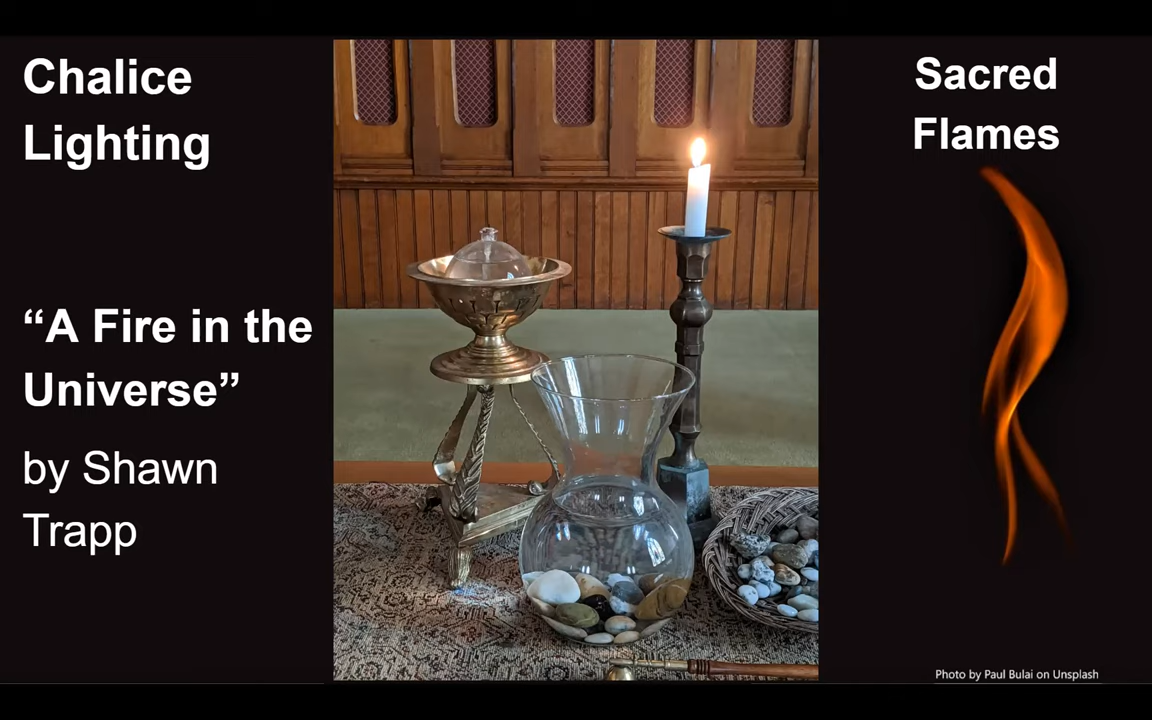 Chalice
Lighting
“A Fire in the
Universe”
by Shawn
Trapp
Sacred
Flames
Photo by Paul Bulai on Unsplash